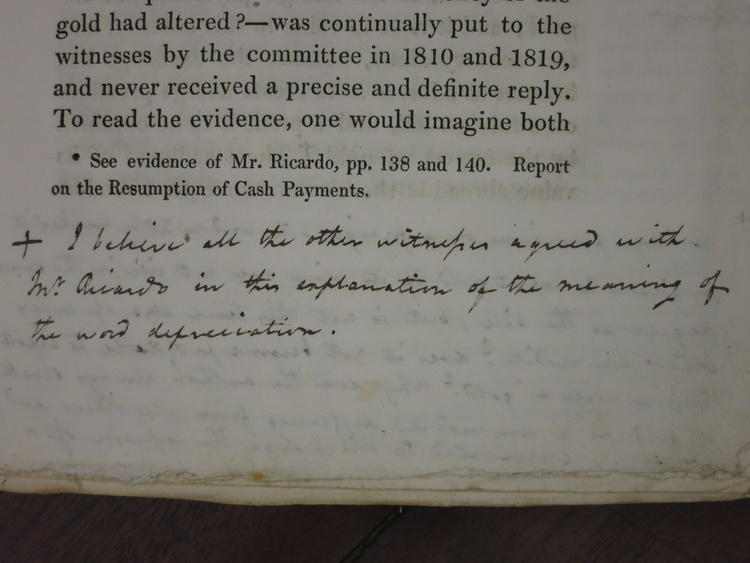 gold had altered?—was continually put to the
witnesses by the committee in 1810 and 1819,
and never received a precise and definite reply.
To read the evidence, one would imagine both
* See evidence of Mr. Ricardo, pp. 138 and 140. Report
on the Resumption of Cash Payments.
+ I believe all the other witnesses agreed with
Mr. Ricardo in this explanation of the meaning of
the word depreciation.